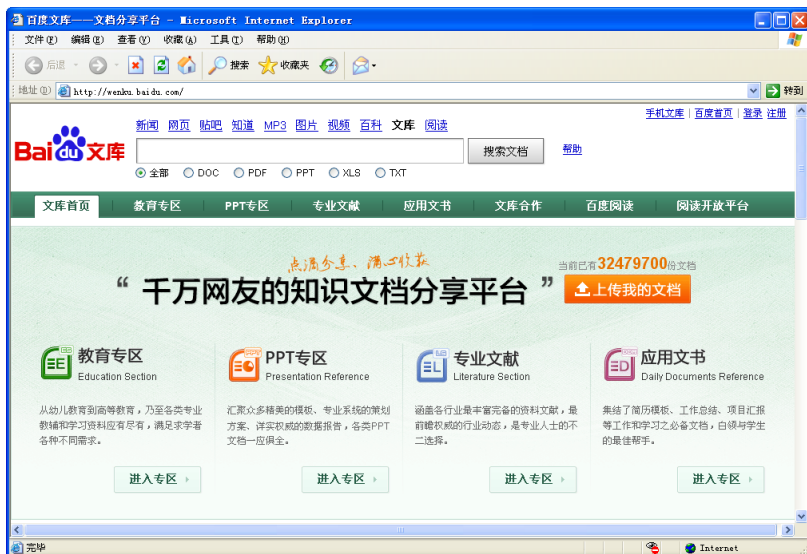 百度文库——文档分享平台 - Microsoft Internet Explorer
文件(F) 编辑(E) 查看(V) 收藏(A) 工具(T) 帮助(H)
后退 搜索 收藏夹
地址(D) http://wenku.baidu.com/ 转到
手机文库 | 百度首页 | 登录 注册
新闻 网页 贴吧 知道 MP3 图片 视频 百科 文库 阅读
Bai du 文库 搜索文档 帮助
全部 DOC PDF PPT XLS TXT
文库首页 教育专区 PPT专区 专业文献 应用文书 文库合作 百度阅读 阅读开放平台
点滴分享、满心收获
当前已有32479700份文档
“ 千万网友的知识文档分享平台 ” 上传我的文档
教育专区 PPT专区 专业文献 应用文书
Education Section Presentation Reference Literature Section Daily Documents Reference
从幼儿教育到高等教育，乃至各类专业 汇聚众多精美的模板、专业系统的策划 涵盖各行业最丰富完备的资料文献，最 集结了简历模板、工作总结、项目汇报
教辅和学习资料应有尽有，满足求学者 方案、详实权威的数据报告，各类PPT 前瞻权威的行业动态，是专业人士的不 等工作和学习之必备文档，白领与学生
各种不同需求。 文档一应俱全。 二选择。 的最佳帮手。
进入专区 进入专区 进入专区 进入专区
完毕 Internet